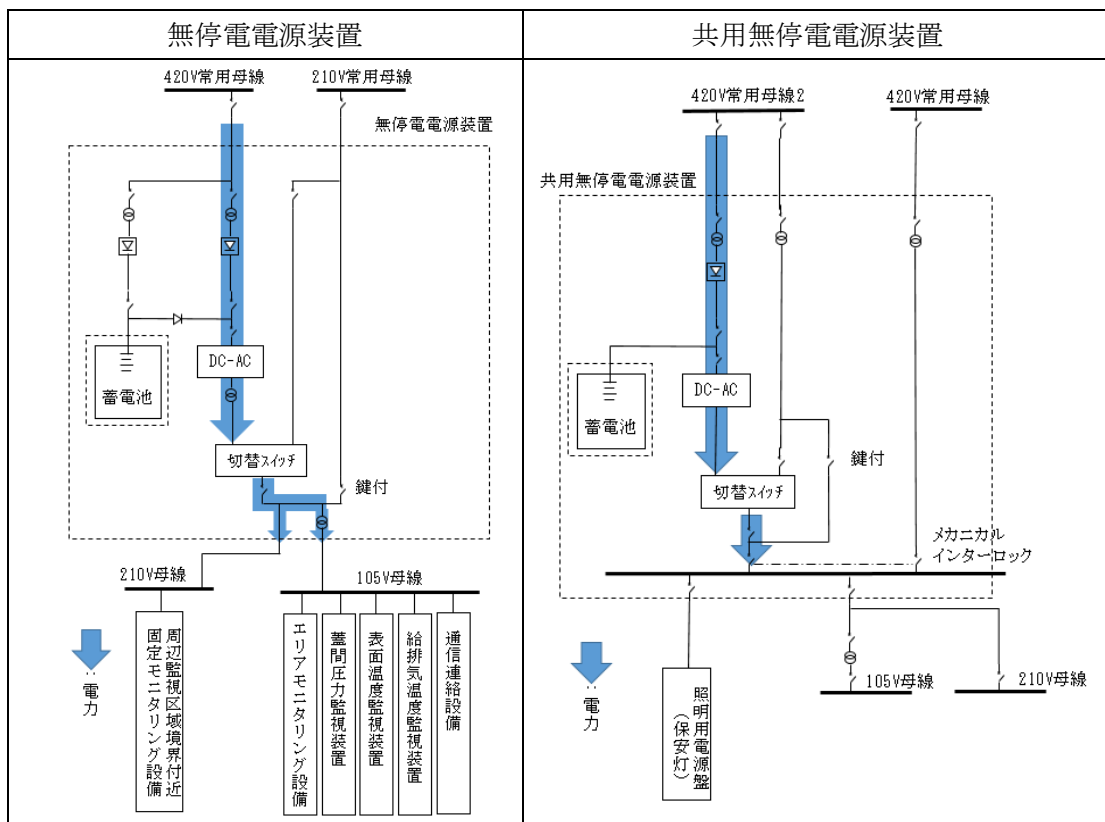 無停電電源装置
420V常用母線
210V常用母線
無停電電源装置
DC-AC
蓄電池
切替スイッチ
鍵付
210V母線
105V母線
:電力
周辺監視区域境界付近
固定モニタリング設備
エリアモニタリング設備
蓋間圧力監視装置
表面温度監視装置
給排気温度監視装置
通信連絡設備
共用無停電電源装置
420V常用母線2
420V常用母線
共用無停電電源装置
DC-AC
蓄電池
鍵付
切替スイッチ
メカニカル
インターロック
:電力
照明用電源盤
(保安灯)
105V母線
210V母線